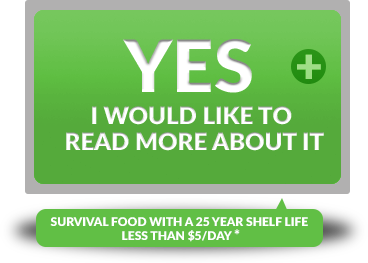 YES
I WOULD LIKE TO
READ MORE ABOUT IT
SURVIVAL FOOD WITH A 25 YEAR SHELF LIFE
LESS THAN $5/DAY *